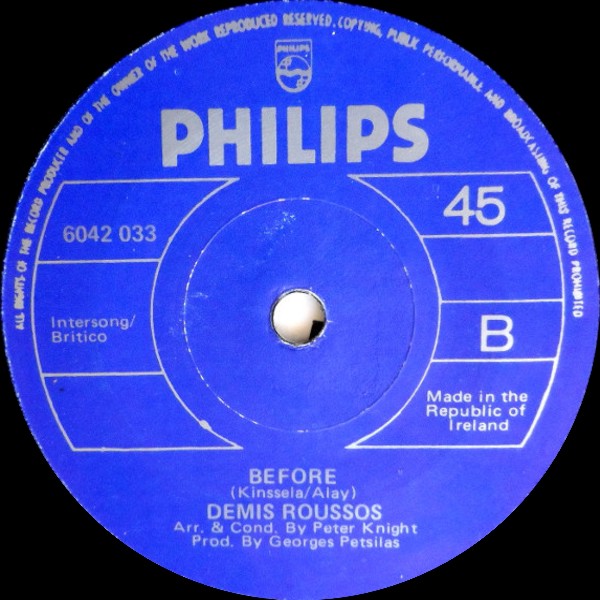 ALL RIGHTS OF THE RECORD PRODUCER AND OF THE OWNER OF THE WORK REPRODUCED RESERVED. COPYING, PUBLIC PERFORMANCE AND BROADCASTING OF THIS RECORD PROHIBITED
PHILIPS
PHILIPS
6042 033
45
Intersong/
Britico
B
Made in the
Republic of
Ireland
BEFORE
(Kinssela/Alay)
DEMIS ROUSSOS
Arr. & Cond. By Peter Knight
Prod. By Georges Petsilas